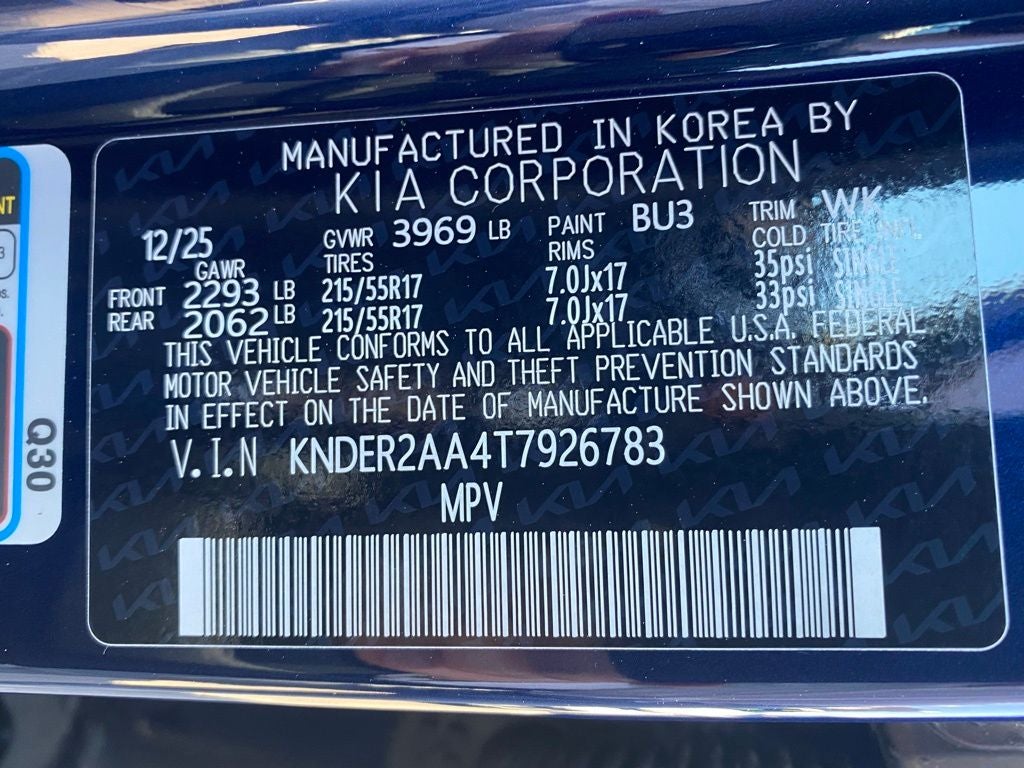 MANUFACTURED IN KOREA BY
KIA CORPORATION
12/25 GVWR 3969 LB PAINT BU3 TRIM WK
GAWR TIRES RIMS COLD TIRE INFL.
FRONT 2293 LB 215/55R17 7.0Jx17 35psi SINGLE
REAR 2062 LB 215/55R17 7.0Jx17 33psi SINGLE
THIS VEHICLE CONFORMS TO ALL APPLICABLE U.S.A. FEDERAL
MOTOR VEHICLE SAFETY AND THEFT PREVENTION STANDARDS
IN EFFECT ON THE DATE OF MANUFACTURE SHOWN ABOVE.
V.I.N KNDER2AA4T7926783
MPV
Q30